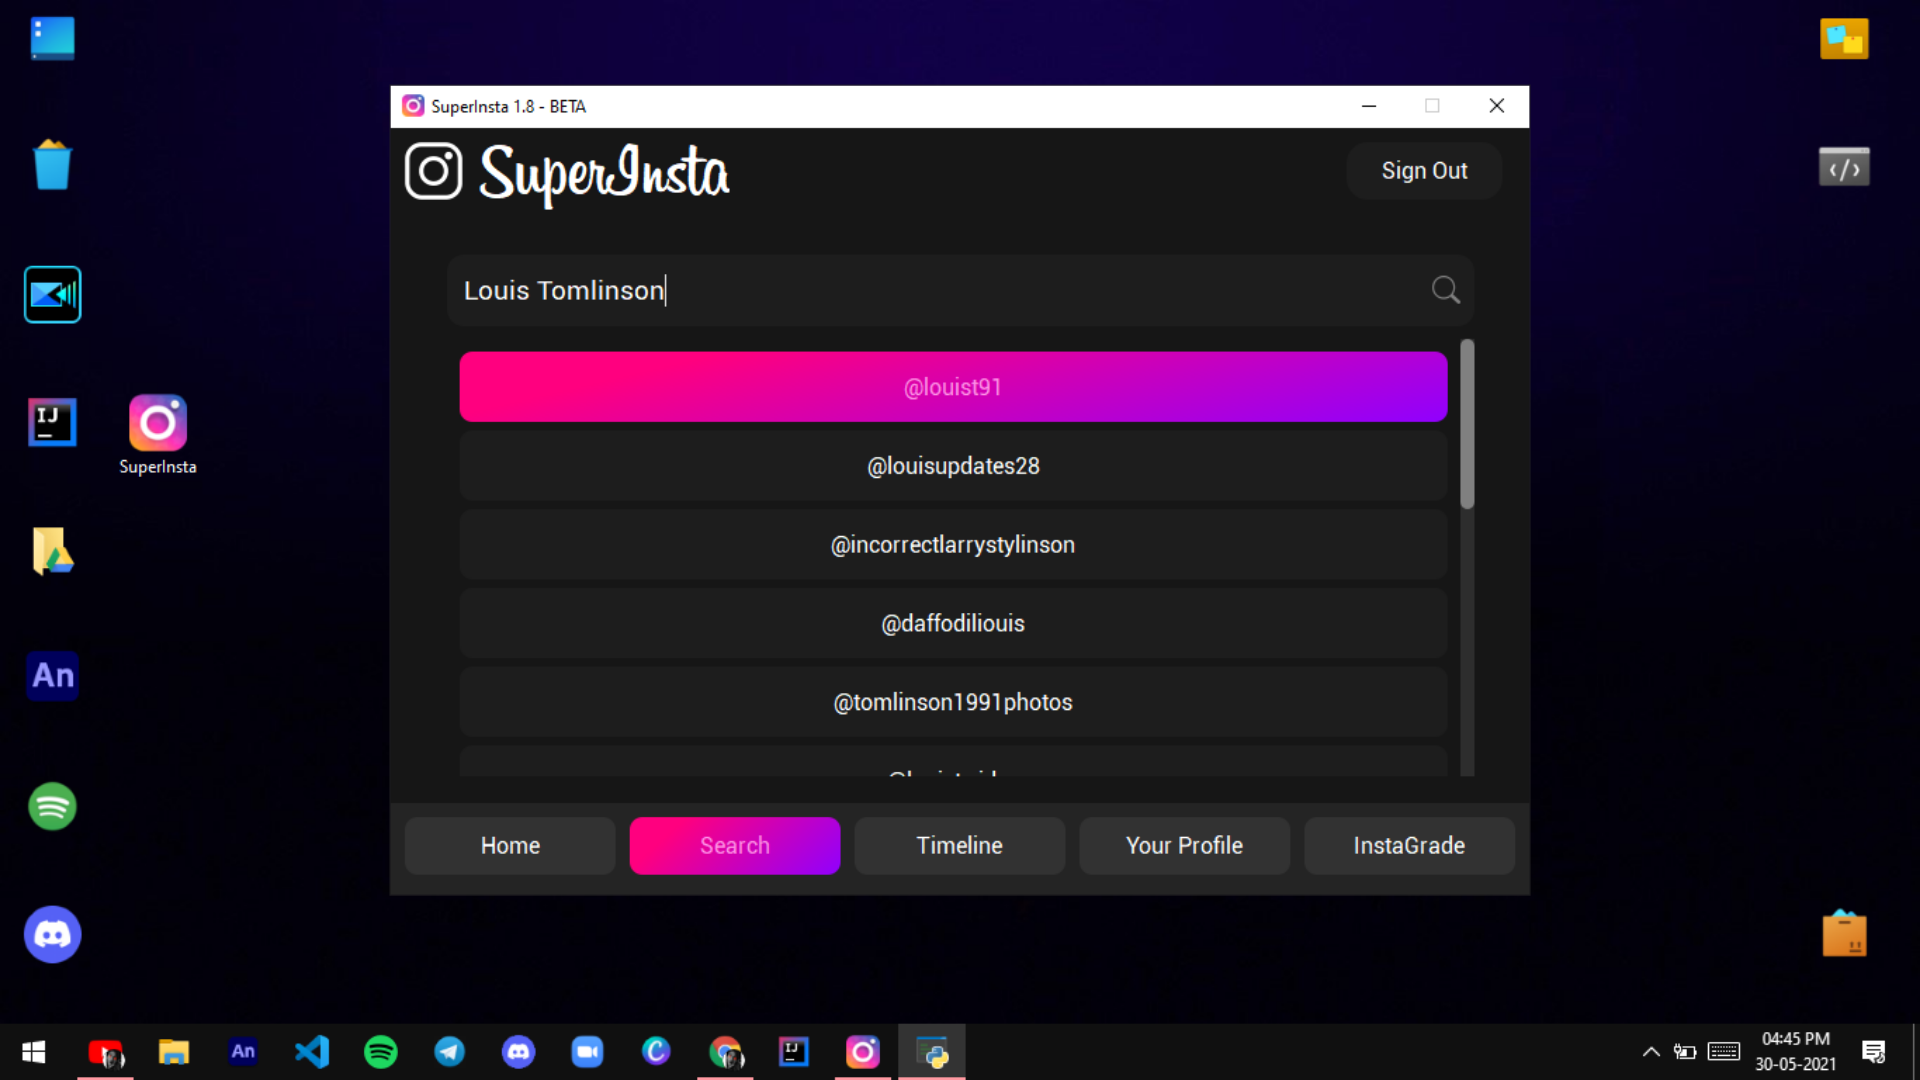 SuperInsta 1.8 - BETA
SuperInsta
Sign Out
Louis Tomlinson
@louist91
@louisupdates28
@incorrectlarrystylinson
@daffodiliouis
@tomlinson1991photos
Home
Search
Timeline
Your Profile
InstaGrade
IJ
SuperInsta
An
An
IJ
04:45 PM
30-05-2021